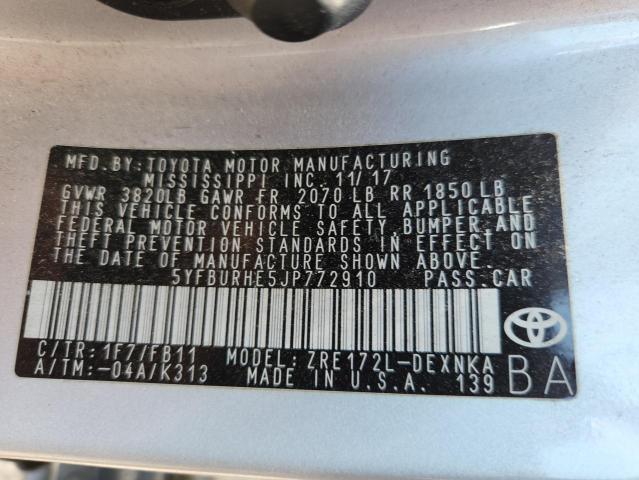 MFD.BY:TOYOTA MOTOR MANUFACTURING
MISSISSIPPI INC. 11/17
GVWR 3820LB GAWR FR 2070 LB RR 1850 LB
THIS VEHICLE CONFORMS TO ALL APPLICABLE
FEDERAL MOTOR VEHICLE SAFETY, BUMPER, AND
THEFT PREVENTION STANDARDS IN EFFECT ON
THE DATE OF MANUFACTURE SHOWN ABOVE.
5YFBURHE5JP772910 PASS.CAR
C/TR:1F7/FB11 MODEL: ZRE172L-DEXNKA
A/TM:-04A/K313 MADE IN U.S.A. 139
BA